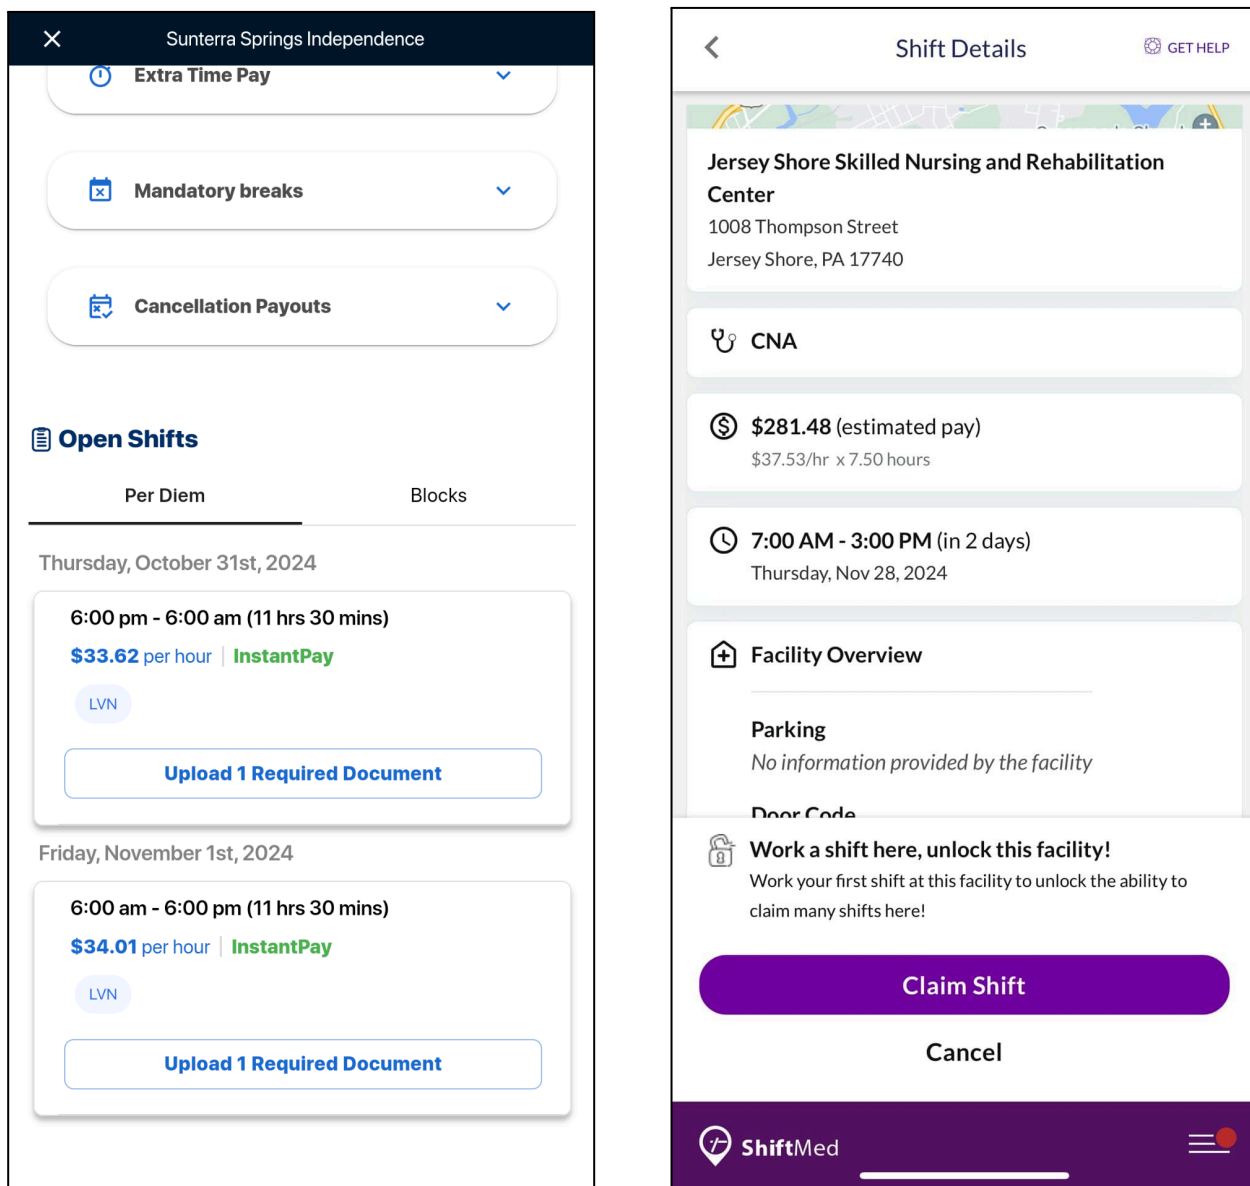 Sunterra Springs Independence
Extra Time Pay
Mandatory breaks
Cancellation Payouts
Open Shifts
Per Diem
Blocks
Thursday, October 31st, 2024
6:00 pm - 6:00 am (11 hrs 30 mins)
$33.62 per hour | InstantPay
LVN
Upload 1 Required Document
Friday, November 1st, 2024
6:00 am - 6:00 pm (11 hrs 30 mins)
$34.01 per hour | InstantPay
LVN
Upload 1 Required Document
Shift Details
GET HELP
Jersey Shore Skilled Nursing and Rehabilitation
Center
1008 Thompson Street
Jersey Shore, PA 17740
CNA
$281.48 (estimated pay)
$37.53/hr x 7.50 hours
7:00 AM - 3:00 PM (in 2 days)
Thursday, Nov 28, 2024
Facility Overview
Parking
No information provided by the facility
Door Code
Work a shift here, unlock this facility!
Work your first shift at this facility to unlock the ability to
claim many shifts here!
Claim Shift
Cancel
ShiftMed